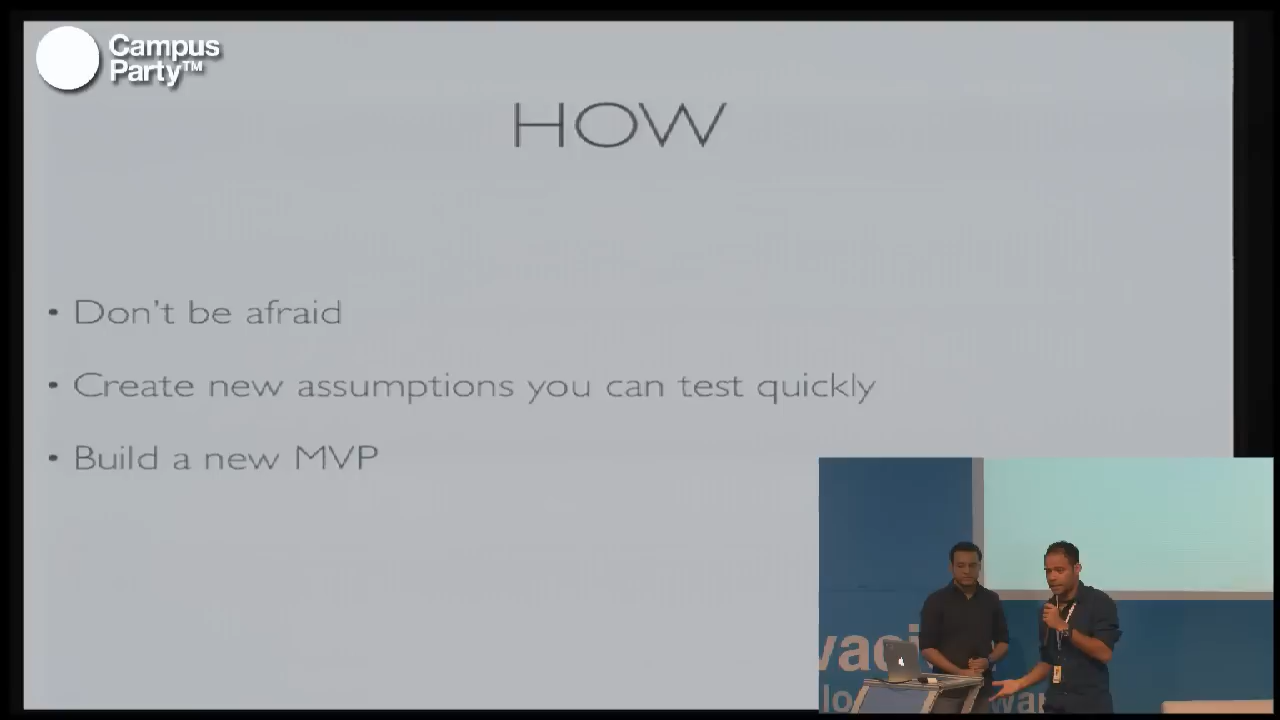 Campus
Party™
HOW
• Don't be afraid
• Create new assumptions you can test quickly
• Build a new MVP